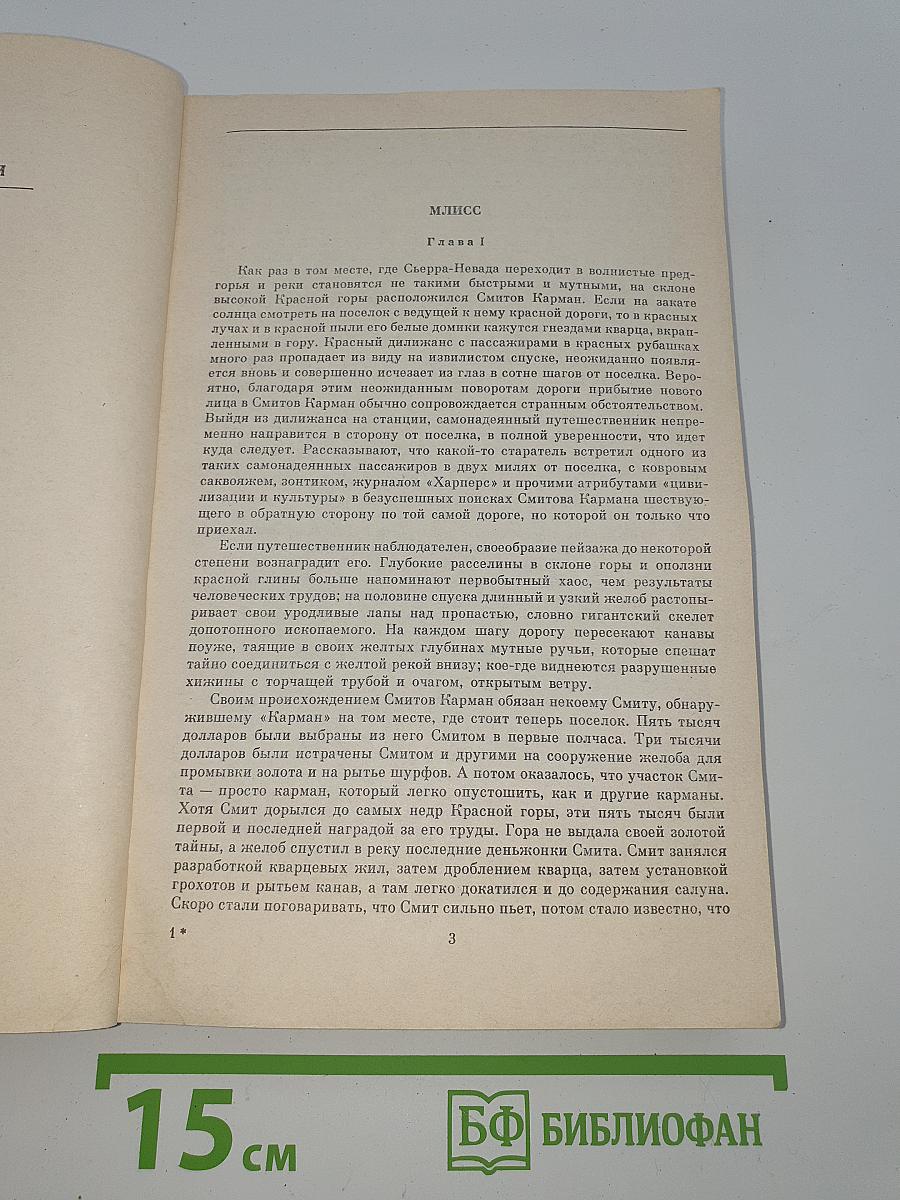 И
МЛИСС
Глава I
Как раз в том месте, где Сьерра-Невада переходит в волнистые пред-
горья и реки становятся не такими быстрыми и мутными, на склоне
высокой Красной горы расположился Смитов Карман. Если на закате
солнца смотреть на поселок с ведущей к нему красной дороги, то в красных
лучах и в красной пыли его белые домики кажутся гнездами кварца, вкрап-
ленными в гору. Красный дилижанс с пассажирами в красных рубашках
много раз пропадает из виду на извилистом спуске, неожиданно появля-
ется вновь и совершенно исчезает из глаз в сотне шагов от поселка. Веро-
ятно, благодаря этим неожиданным поворотам дороги прибытие нового
лица в Смитов Карман обычно сопровождается странным обстоятельством.
Выйдя из дилижанса на станции, самонадеянный путешественник непре-
менно направится в сторону от поселка, в полной уверенности, что идет
куда следует. Рассказывают, что какой-то старатель встретил одного из
таких самонадеянных пассажиров в двух милях от поселка, с ковровым
саквояжем, зонтиком, журналом «Харперс» и прочими атрибутами «циви-
лизации и культуры» в безуспешных поисках Смитова Кармана шествую-
щего в обратную сторону по той самой дороге, но которой он только что
приехал.
Если путешественник наблюдателен, своеобразие пейзажа до некоторой
степени вознаградит его. Глубокие расселины в склоне горы и оползни
красной глины больше напоминают первобытный хаос, чем результаты
человеческих трудов; на половине спуска длинный и узкий желоб растопы-
ривает свои уродливые лапы над пропастью, словно гигантский скелет
допотопного ископаемого. На каждом шагу дорогу пересекают канавы
поуже, таящие в своих желтых глубинах мутные ручьи, которые спешат
тайно соединиться с желтой рекой внизу; кое-где виднеются разрушенные
хижины с торчащей трубой и очагом, открытым ветру.
Своим происхождением Смитов Карман обязан некоему Смиту, обнару-
жившему «Карман» на том месте, где стоит теперь поселок. Пять тысяч
долларов были выбраны из него Смитом в первые полчаса. Три тысячи
долларов были истрачены Смитом и другими на сооружение желоба для
промывки золота и на рытье шурфов. А потом оказалось, что участок Сми-
та — просто карман, который легко опустошить, как и другие карманы.
Хотя Смит дорылся до самых недр Красной горы, эти пять тысяч были
первой и последней наградой за его труды. Гора не выдала своей золотой
тайны, а желоб спустил в реку последние деньжонки Смита. Смит занялся
разработкой кварцевых жил, затем дроблением кварца, затем установкой
грохотов и рытьем канав, а там легко докатился и до содержания салуна.
Скоро стали поговаривать, что Смит сильно пьет, потом стало известно, что
1 *
3
15 см
БФ БИБЛИОФАН